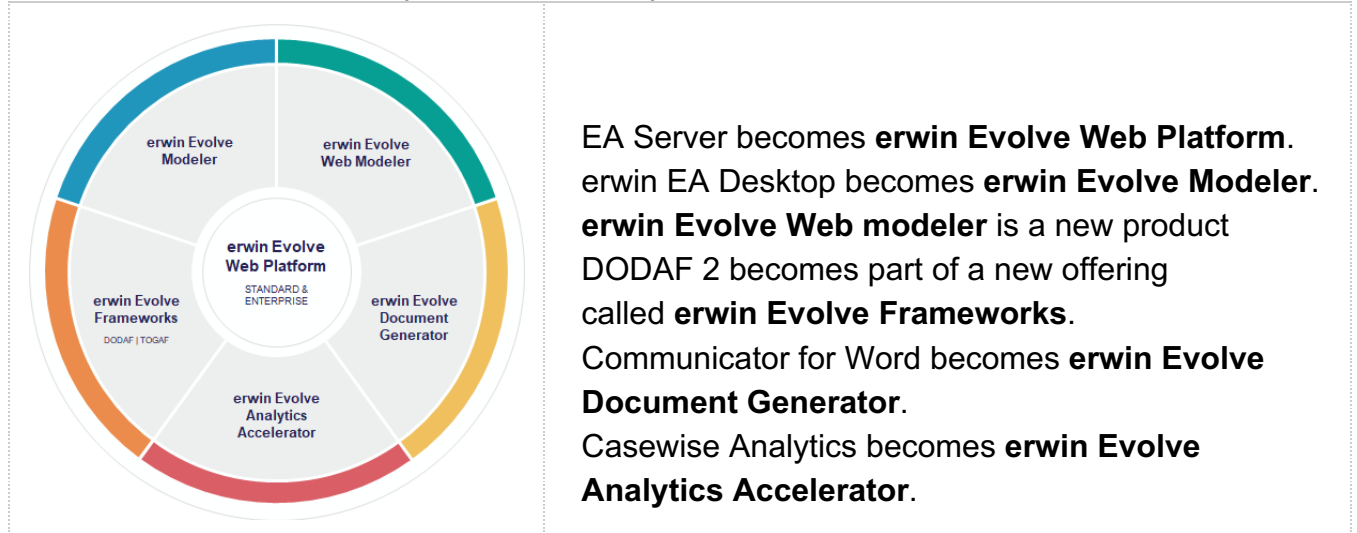 erwin Evolve
Modeler
erwin Evolve
Web Modeler
erwin Evolve
Web Platform
STANDARD &
ENTERPRISE
erwin Evolve
Frameworks
DODAF | TOGAF
erwin Evolve
Document
Generator
erwin Evolve
Analytics
Accelerator
EA Server becomes erwin Evolve Web Platform.
erwin EA Desktop becomes erwin Evolve Modeler.
erwin Evolve Web modeler is a new product
DODAF 2 becomes part of a new offering
called erwin Evolve Frameworks.
Communicator for Word becomes erwin Evolve
Document Generator.
Casewise Analytics becomes erwin Evolve
Analytics Accelerator.